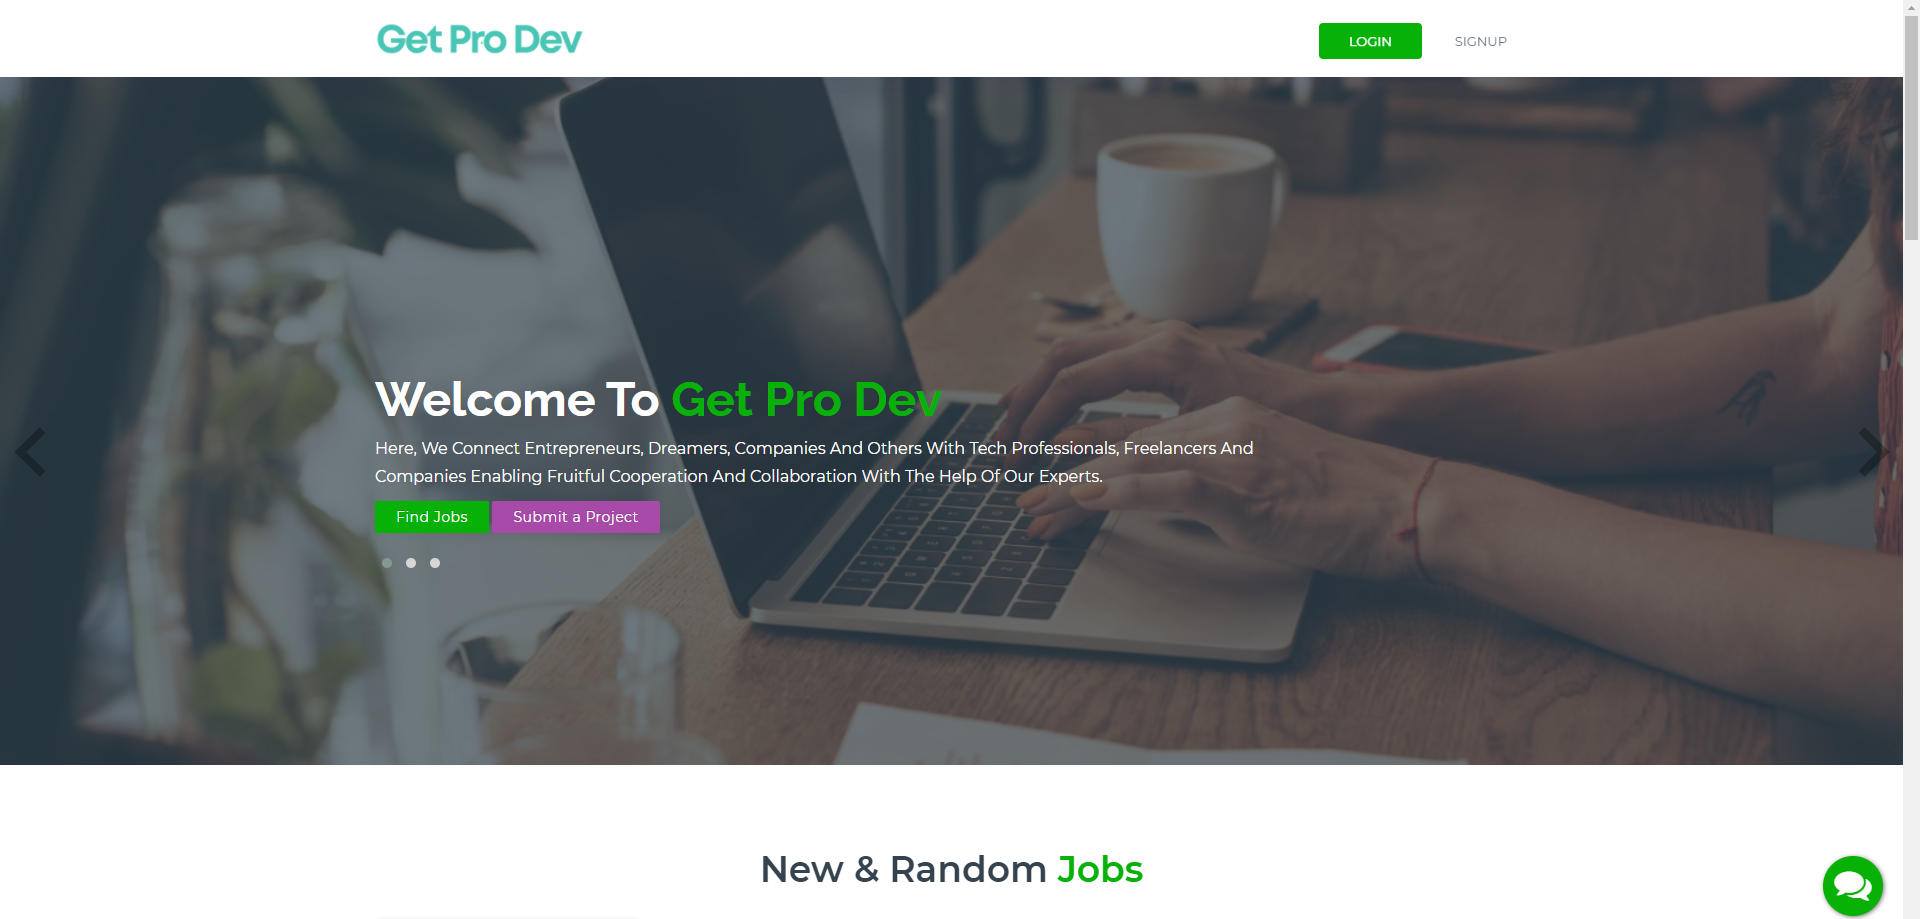 Get Pro Dev
LOGIN
SIGNUP
Welcome To Get Pro Dev
Here, We Connect Entrepreneurs, Dreamers, Companies And Others With Tech Professionals, Freelancers And
Companies Enabling Fruitful Cooperation And Collaboration With The Help Of Our Experts.
Find Jobs
Submit a Project
New & Random Jobs